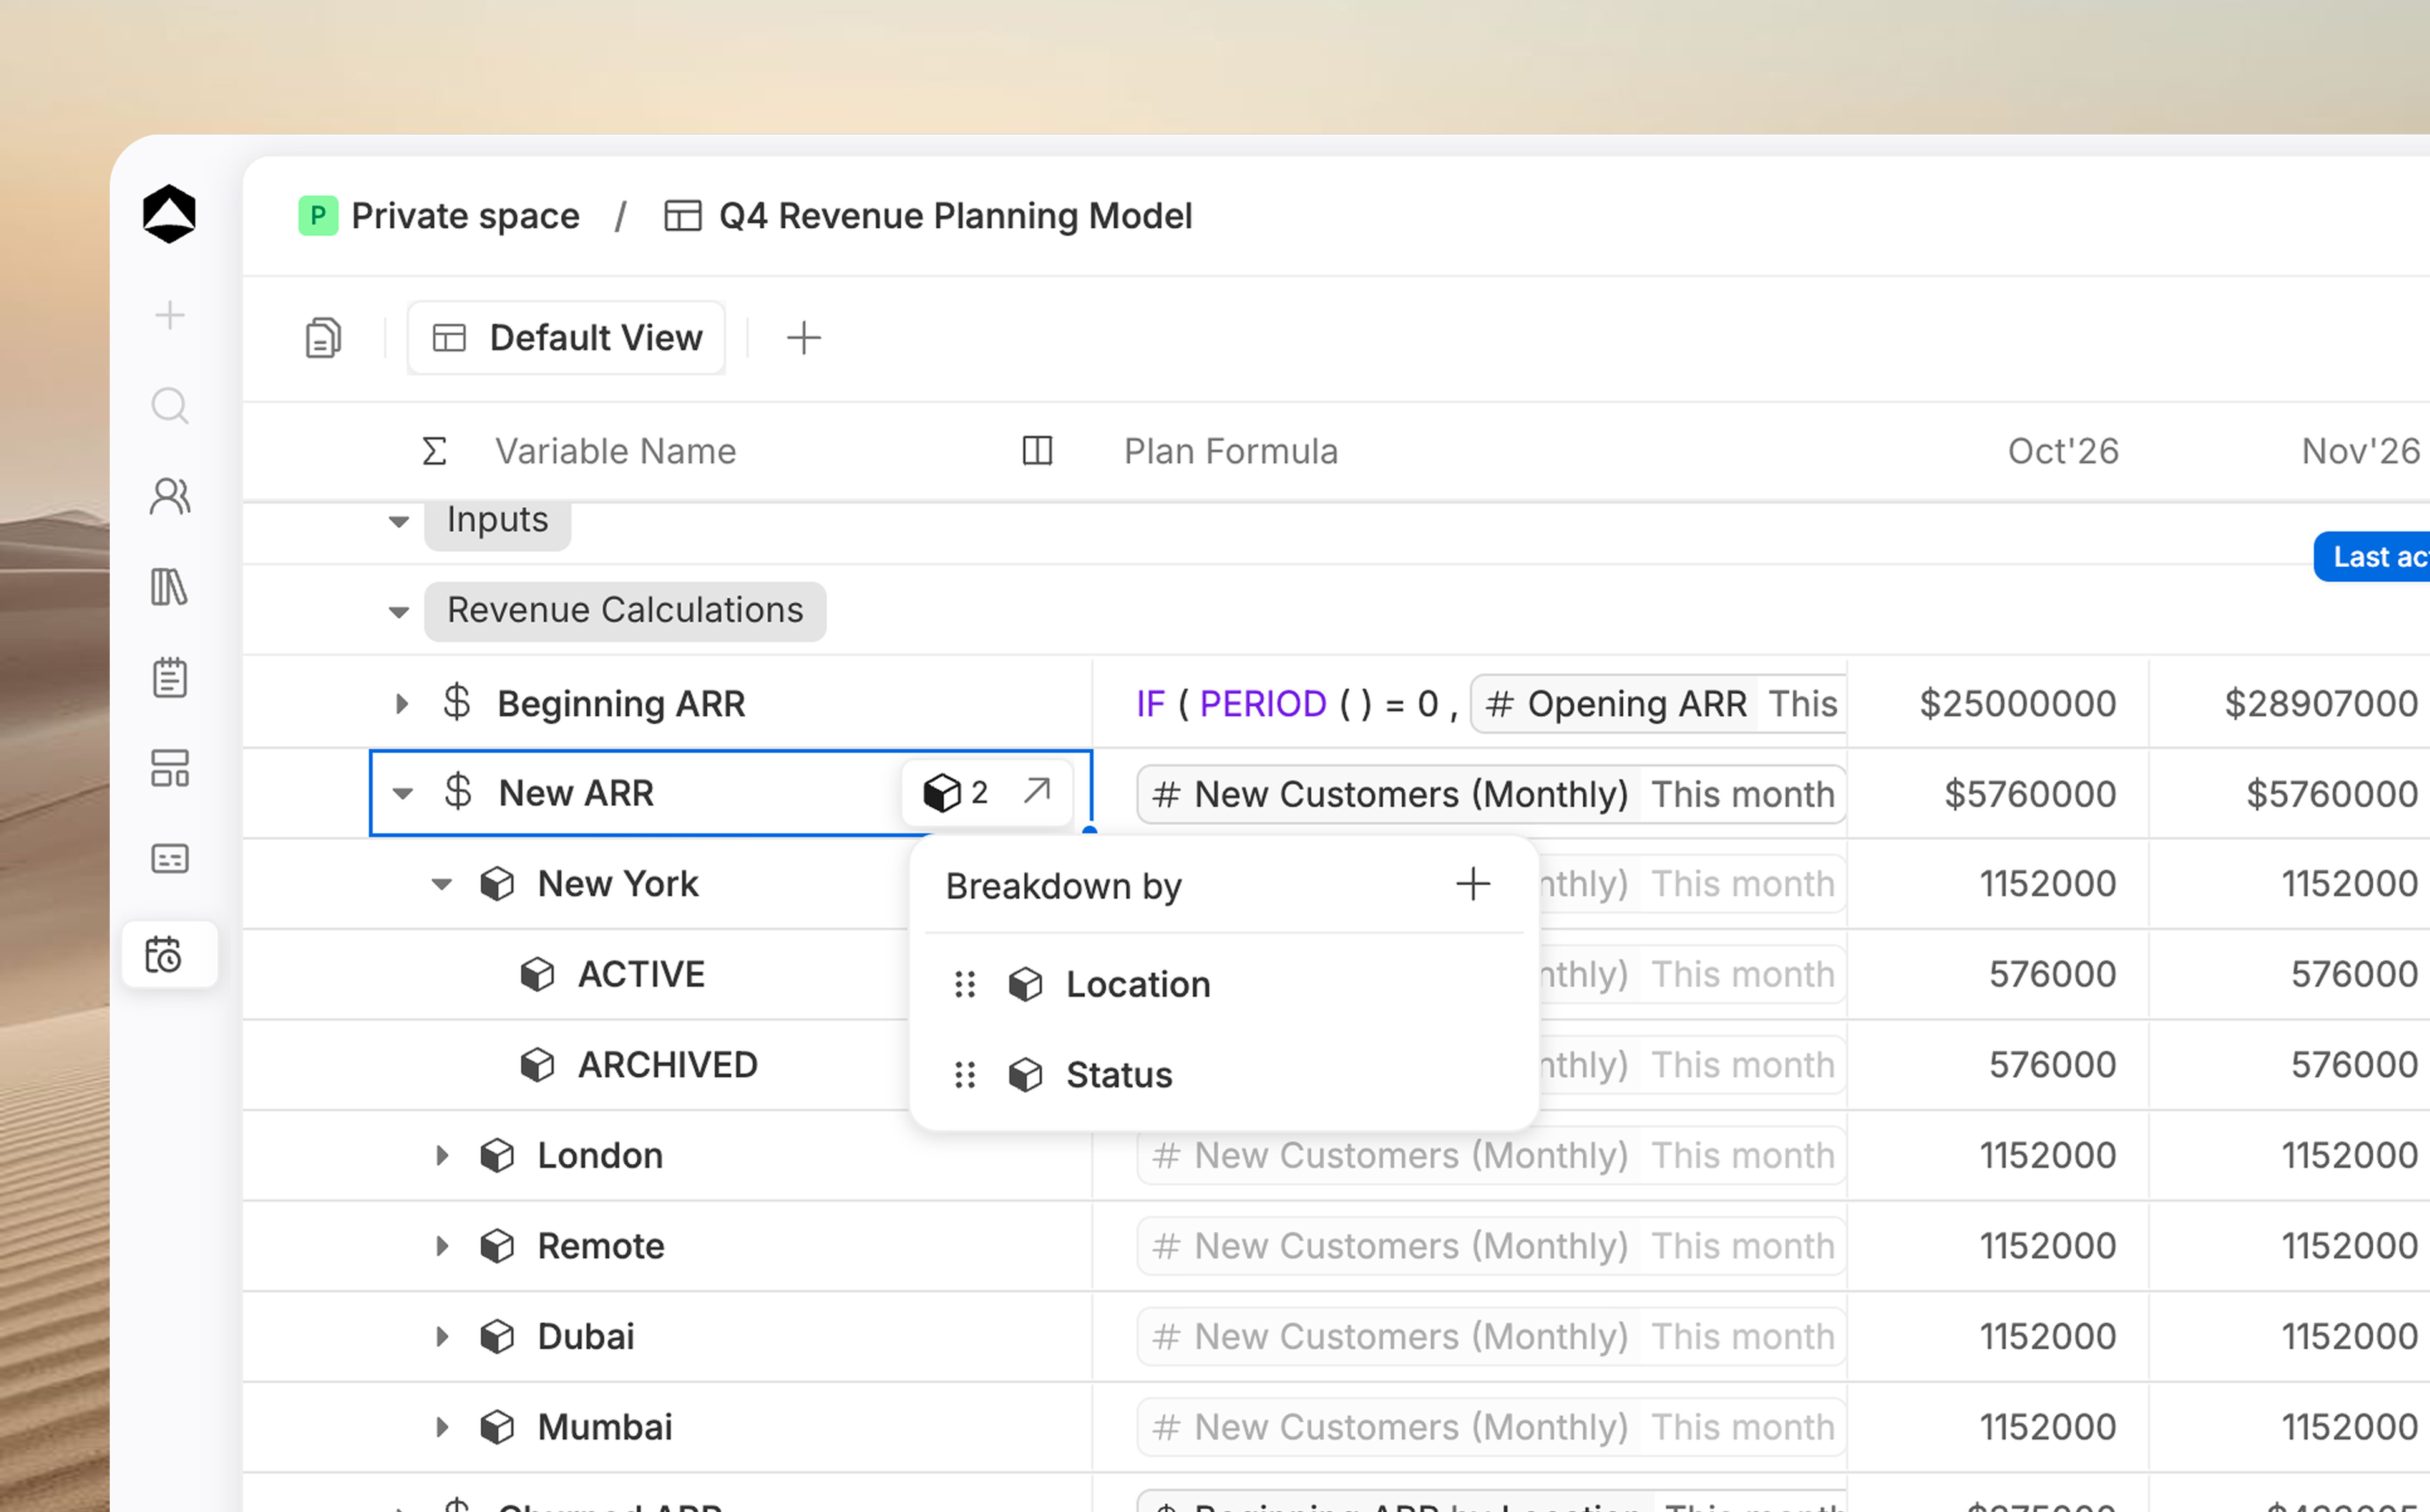 P Private space / Q4 Revenue Planning Model
Default View
Σ Variable Name Plan Formula Oct'26 Nov'26
Inputs
Last
Revenue Calculations
$ Beginning ARR IF ( PERIOD ( ) = 0 , # Opening ARR This $25000000 $28907000
$ New ARR 2 # New Customers (Monthly) This month $5760000 $5760000
New York This month 1152000 1152000
Breakdown by
ACTIVE This month 576000 576000
Location
ARCHIVED This month 576000 576000
Status
London # New Customers (Monthly) This month 1152000 1152000
Remote # New Customers (Monthly) This month 1152000 1152000
Dubai # New Customers (Monthly) This month 1152000 1152000
Mumbai # New Customers (Monthly) This month 1152000 1152000